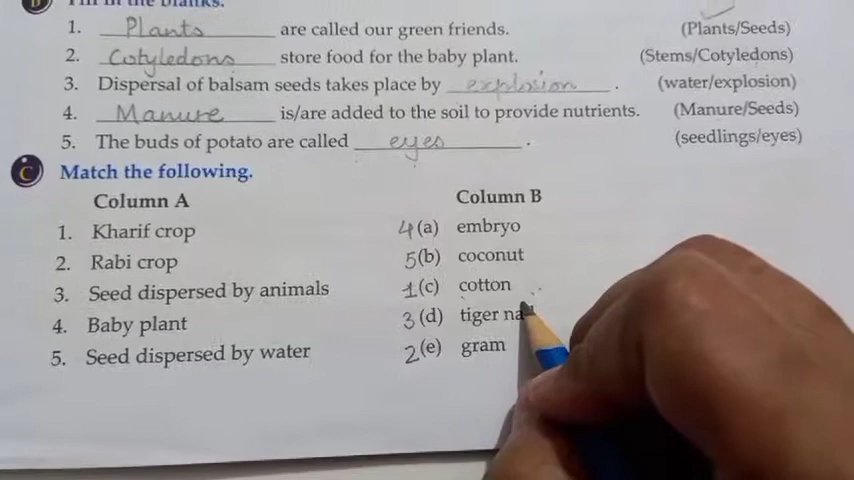 Fill in the blanks.
1. Plants are called our green friends. (Plants/Seeds)
2. Cotyledons store food for the baby plant. (Stems/Cotyledons)
3. Dispersal of balsam seeds takes place by explosion. (water/explosion)
4. Manure is/are added to the soil to provide nutrients. (Manure/Seeds)
5. The buds of potato are called eyes. (seedlings/eyes)
C Match the following.
Column A Column B
1. Kharif crop 4 (a) embryo
2. Rabi crop 5 (b) coconut
3. Seed dispersed by animals 1 (c) cotton
4. Baby plant 3 (d) tiger
5. Seed dispersed by water 2 (e) gram